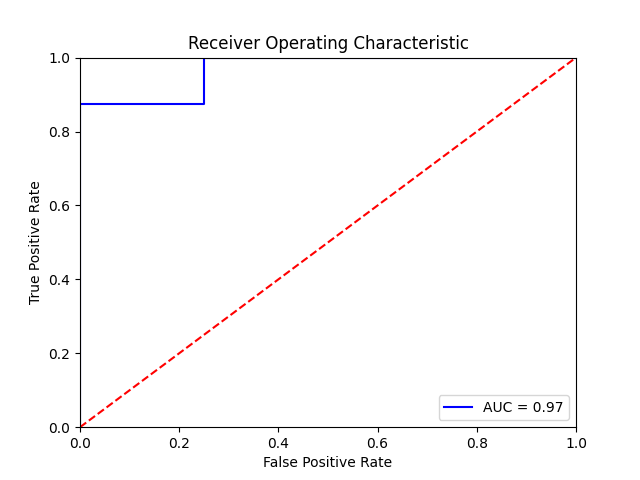 Receiver Operating Characteristic
1.0
0.8
0.6
0.4
0.2
0.0
True Positive Rate
AUC = 0.97
0.0 0.2 0.4 0.6 0.8 1.0
False Positive Rate